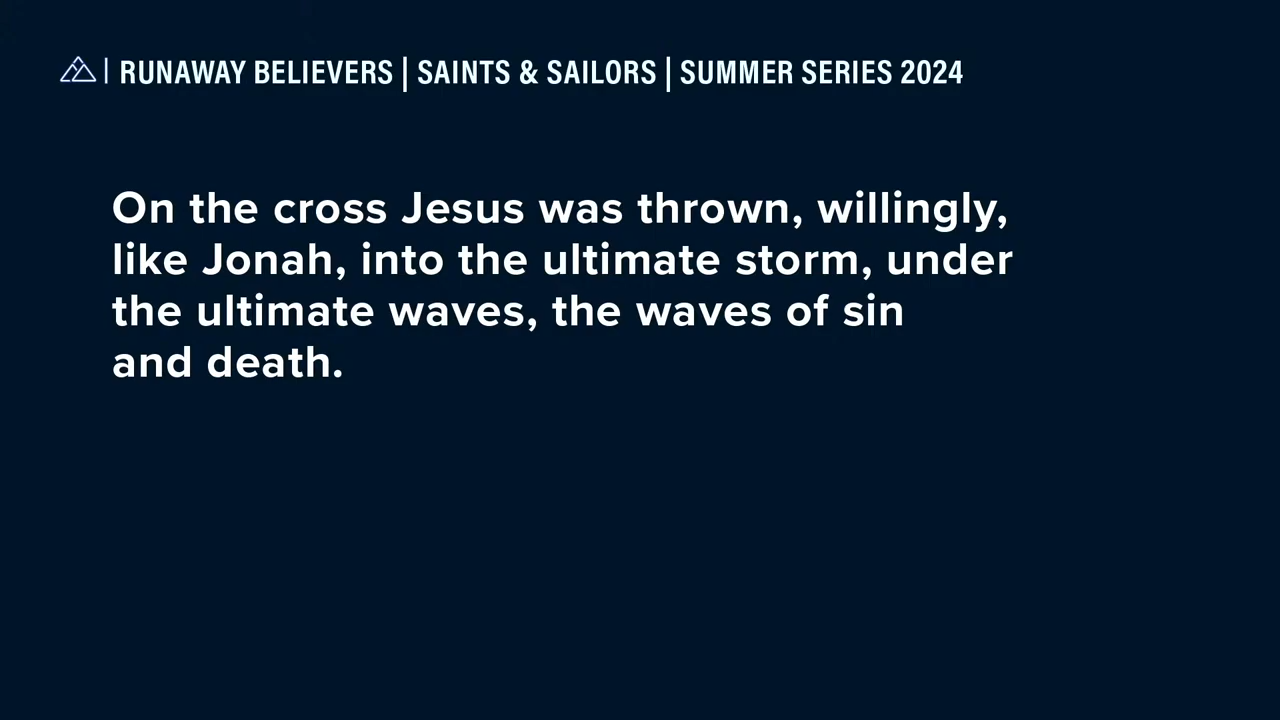 | RUNAWAY BELIEVERS | SAINTS & SAILORS | SUMMER SERIES 2024
On the cross Jesus was thrown, willingly,
like Jonah, into the ultimate storm, under
the ultimate waves, the waves of sin
and death.